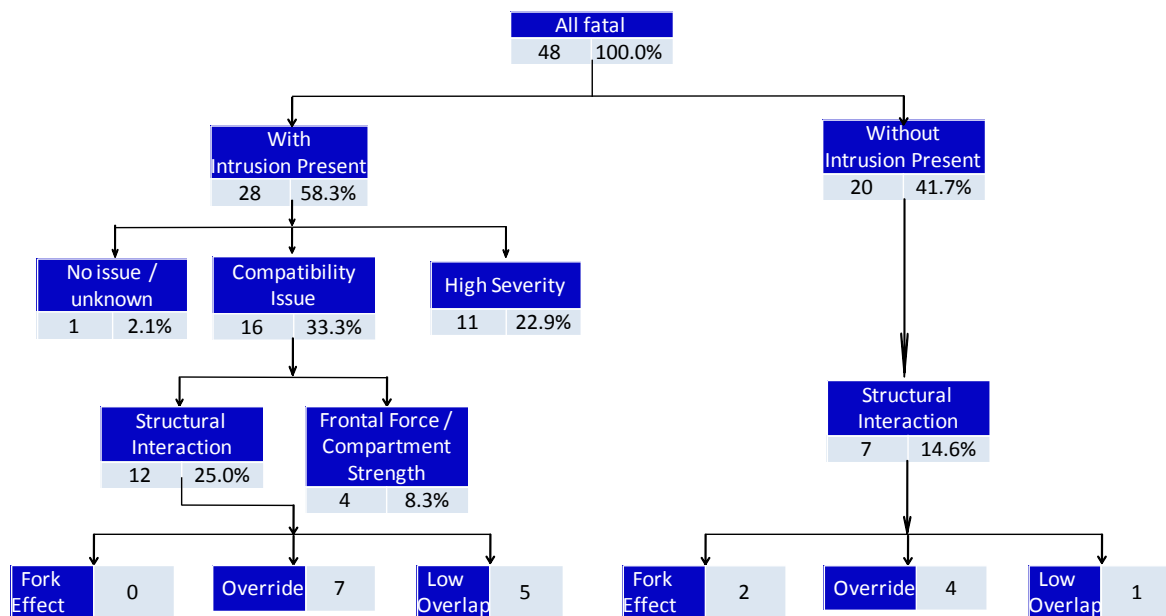 All fatal
48 100.0%
With
Intrusion Present
28 58.3%
Without
Intrusion Present
20 41.7%
No issue /
unknown
1 2.1%
Compatibility
Issue
16 33.3%
High Severity
11 22.9%
Structural
Interaction
12 25.0%
Frontal Force /
Compartment
Strength
4 8.3%
Structural
Interaction
7 14.6%
Fork
Effect
0
Override
7
Low
Overlap
5
Fork
Effect
2
Override
4
Low
Overlap
1